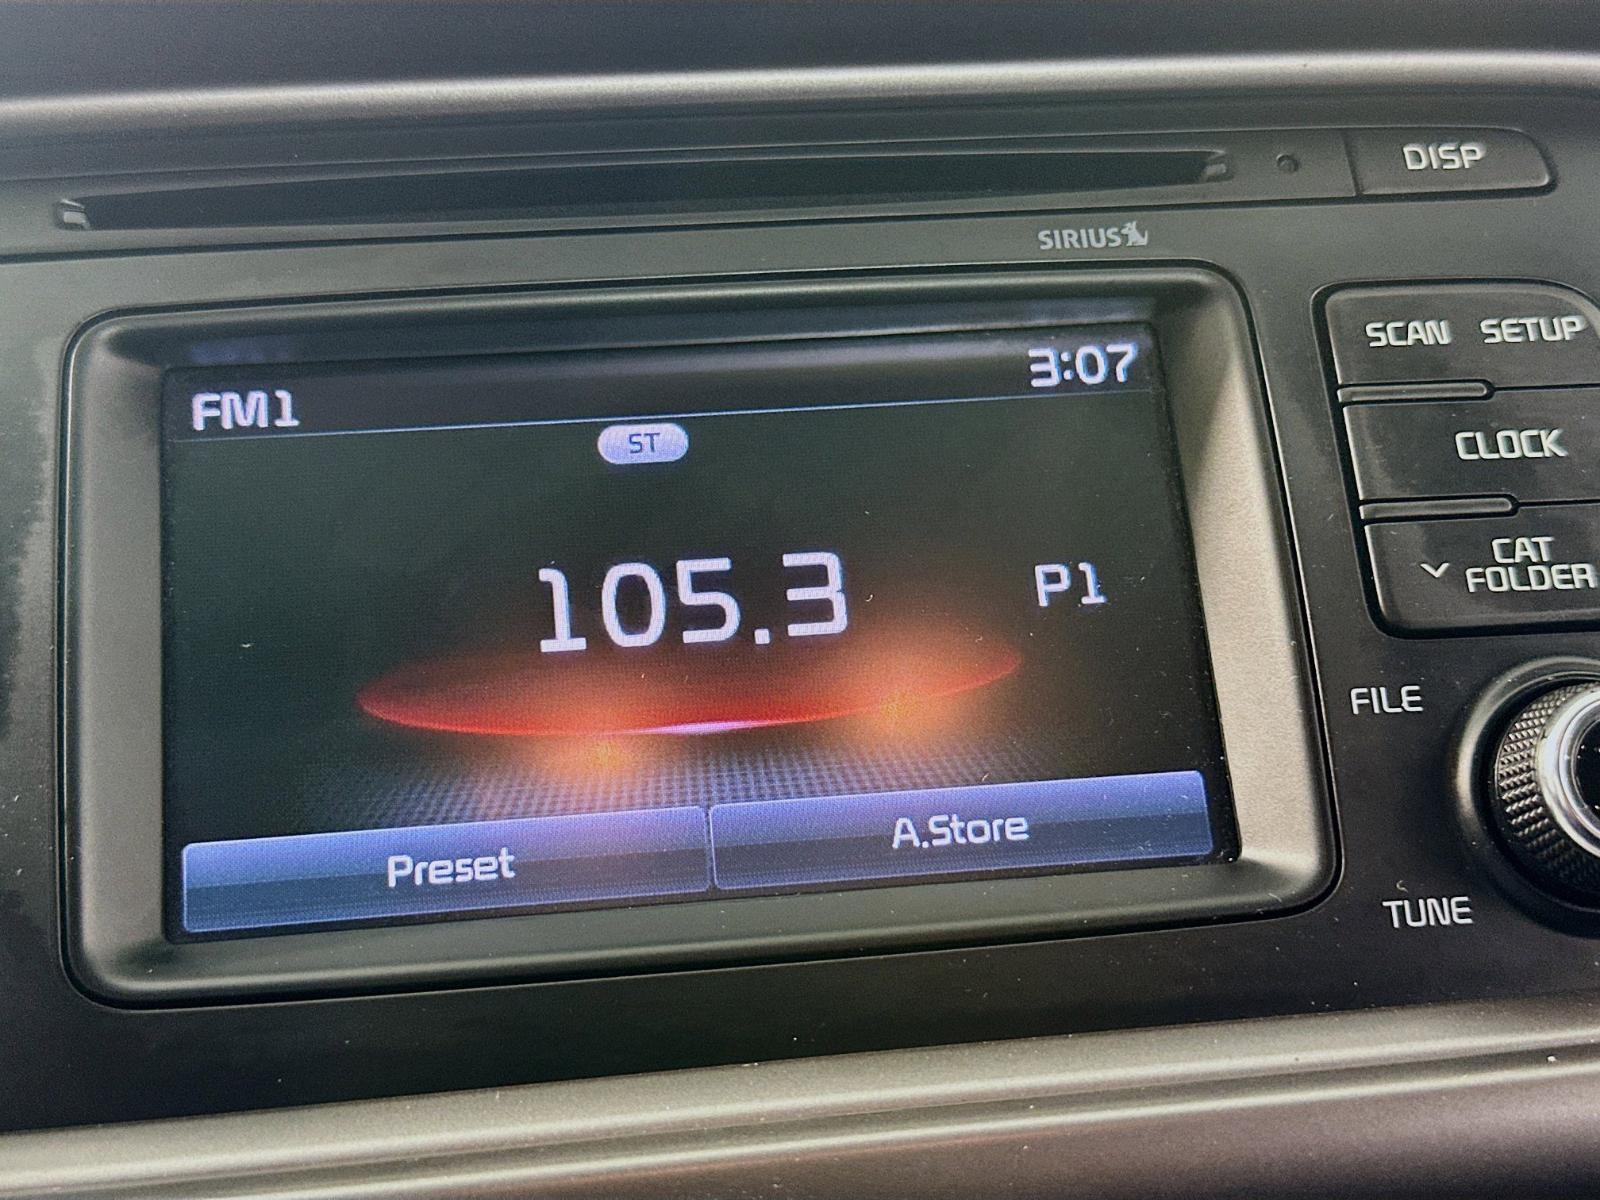 DISP
SIRIUS
SCAN SETUP
CLOCK
CAT
FOLDER
FILE
TUNE
FM1 3:07
ST
105.3 P1
Preset A.Store